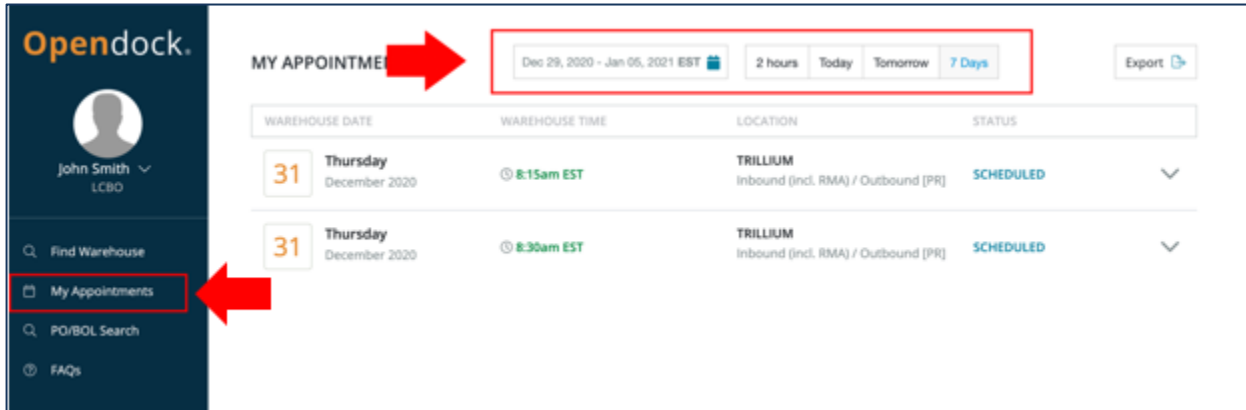 Opendock.
John Smith
LCBO
Find Warehouse
My Appointments
PO/BOL Search
FAQs
MY APPOINTME
Dec 29, 2020 - Jan 05, 2021 EST
2 hours Today Tomorrow 7 Days
Export
WAREHOUSE DATE WAREHOUSE TIME LOCATION STATUS
31 Thursday December 2020 8:15am EST TRILLIUM Inbound (incl. RMA) / Outbound [PR] SCHEDULED
31 Thursday December 2020 8:30am EST TRILLIUM Inbound (incl. RMA) / Outbound [PR] SCHEDULED